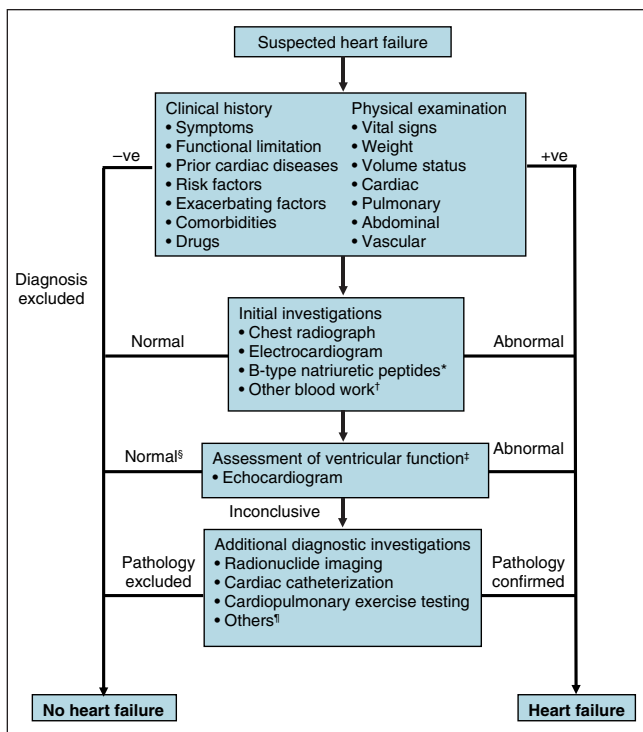 Suspected heart failure
Clinical history
• Symptoms
• Functional limitation
• Prior cardiac diseases
• Risk factors
• Exacerbating factors
• Comorbidities
• Drugs
Physical examination
• Vital signs
• Weight
• Volume status
• Cardiac
• Pulmonary
• Abdominal
• Vascular
–ve
+ve
Diagnosis
excluded
Initial investigations
• Chest radiograph
• Electrocardiogram
• B-type natriuretic peptides*
• Other blood work†
Normal
Abnormal
Assessment of ventricular function‡
• Echocardiogram
Normal§
Abnormal
Inconclusive
Additional diagnostic investigations
• Radionuclide imaging
• Cardiac catheterization
• Cardiopulmonary exercise testing
• Others¶
Pathology
excluded
Pathology
confirmed
No heart failure
Heart failure